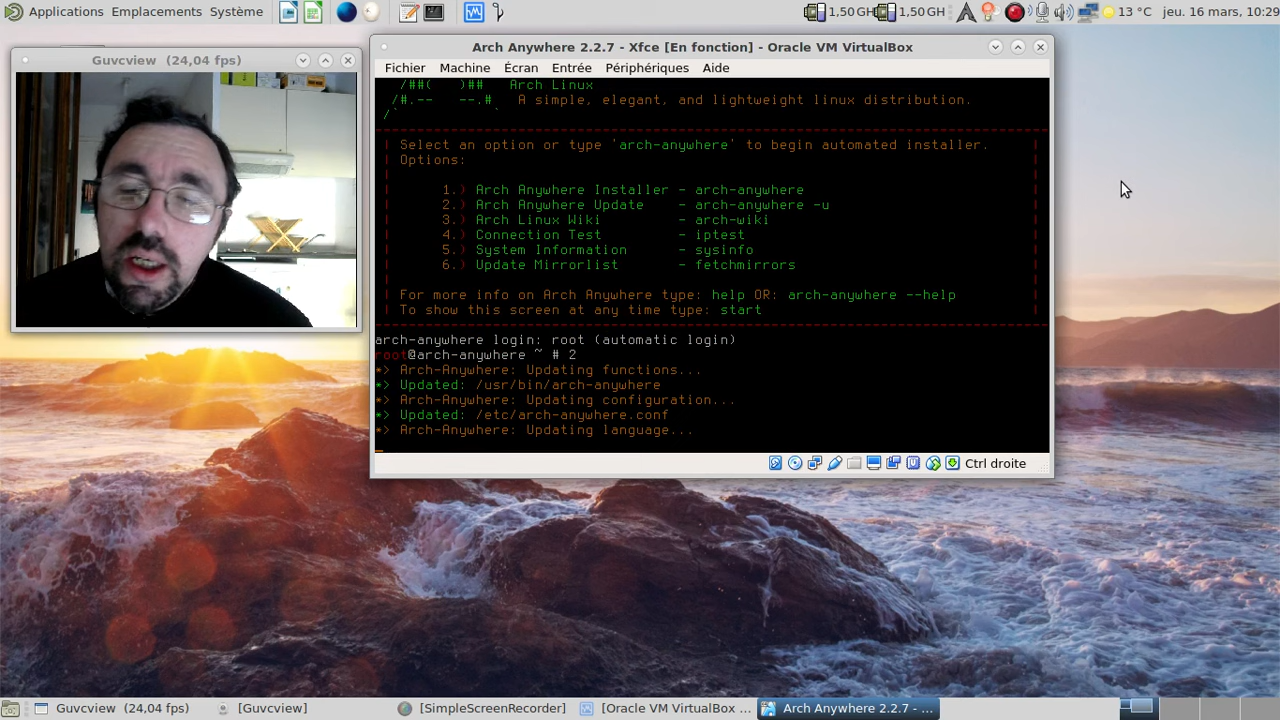 Applications Emplacements Système
1,50 GHz 1,50 GH 13 °C jeu. 16 mars, 10:29
Guvcview (24,04 fps)
Arch Anywhere 2.2.7 - Xfce [En fonction] - Oracle VM VirtualBox
Fichier Machine Écran Entrée Périphériques Aide
/##( )## Arch Linux
/#.-- --.# A simple, elegant, and lightweight linux distribution.
/` `
Select an option or type 'arch-anywhere' to begin automated installer.
Options:
1.) Arch Anywhere Installer - arch-anywhere
2.) Arch Anywhere Update - arch-anywhere -u
3.) Arch Linux Wiki - arch-wiki
4.) Connection Test - iptest
5.) System Information - sysinfo
6.) Update Mirrorlist - fetchmirrors
For more info on Arch Anywhere type: help OR: arch-anywhere --help
To show this screen at any time type: start
arch-anywhere login: root (automatic login)
root@arch-anywhere ~ # 2
*> Arch-Anywhere: Updating functions...
*> Updated: /usr/bin/arch-anywhere
*> Arch-Anywhere: Updating configuration...
*> Updated: /etc/arch-anywhere.conf
*> Arch-Anywhere: Updating language...
Ctrl droite
Guvcview (24,04 fps) [Guvcview] [SimpleScreenRecorder] [Oracle VM VirtualBox ... Arch Anywhere 2.2.7 - ...